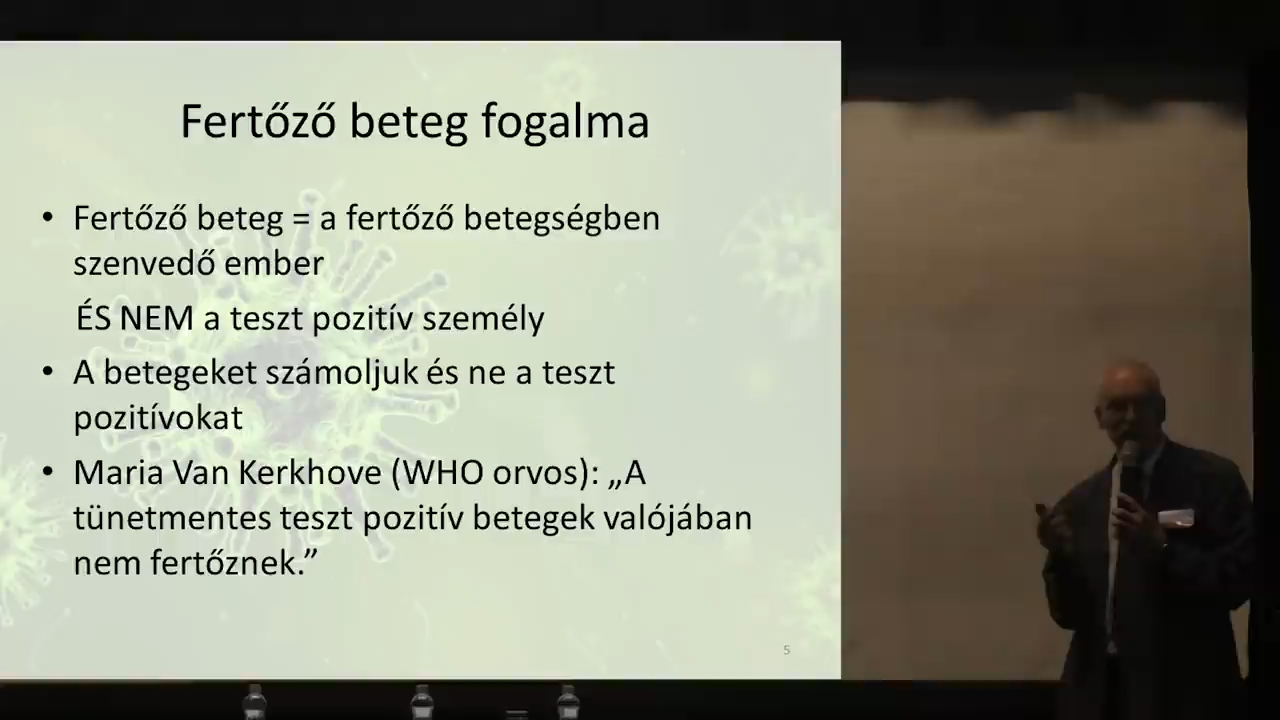 Fertőző beteg fogalma
• Fertőző beteg = a fertőző betegségben
szenvedő ember
ÉS NEM a teszt pozitív személy
• A betegeket számoljuk és ne a teszt
pozitívokat
• Maria Van Kerkhove (WHO orvos): „A
tünetmentes teszt pozitív betegek valójában
nem fertőznek.”
5